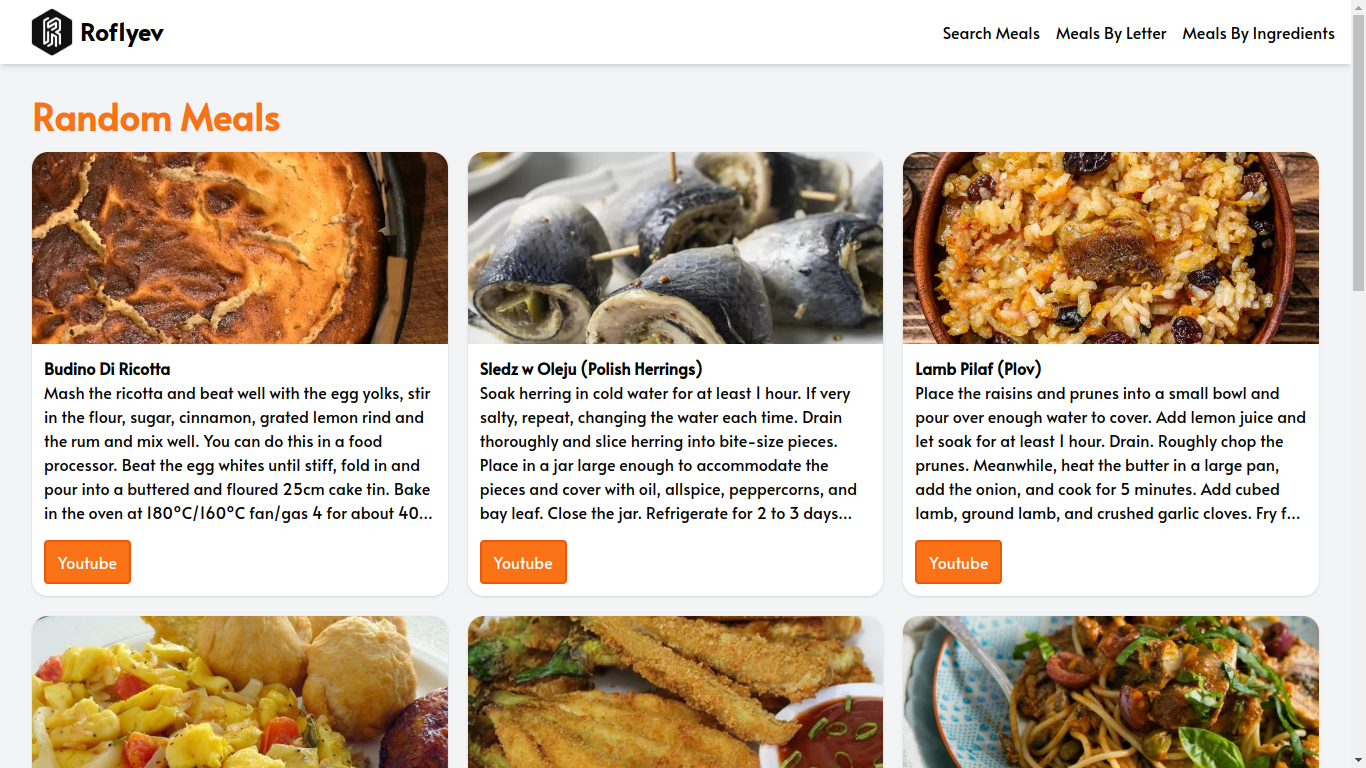 Roflyev
Search Meals
Meals By Letter
Meals By Ingredients
Random Meals
Budino Di Ricotta
Mash the ricotta and beat well with the egg yolks, stir
in the flour, sugar, cinnamon, grated lemon rind and
the rum and mix well. You can do this in a food
processor. Beat the egg whites until stiff, fold in and
pour into a buttered and floured 25cm cake tin. Bake
in the oven at 180ºC/160ºC fan/gas 4 for about 40...
Youtube
Sledz w Oleju (Polish Herrings)
Soak herring in cold water for at least 1 hour. If very
salty, repeat, changing the water each time. Drain
thoroughly and slice herring into bite-size pieces.
Place in a jar large enough to accommodate the
pieces and cover with oil, allspice, peppercorns, and
bay leaf. Close the jar. Refrigerate for 2 to 3 days...
Youtube
Lamb Pilaf (Plov)
Place the raisins and prunes into a small bowl and
pour over enough water to cover. Add lemon juice and
let soak for at least 1 hour. Drain. Roughly chop the
prunes. Meanwhile, heat the butter in a large pan,
add the onion, and cook for 5 minutes. Add cubed
lamb, ground lamb, and crushed garlic cloves. Fry f...
Youtube